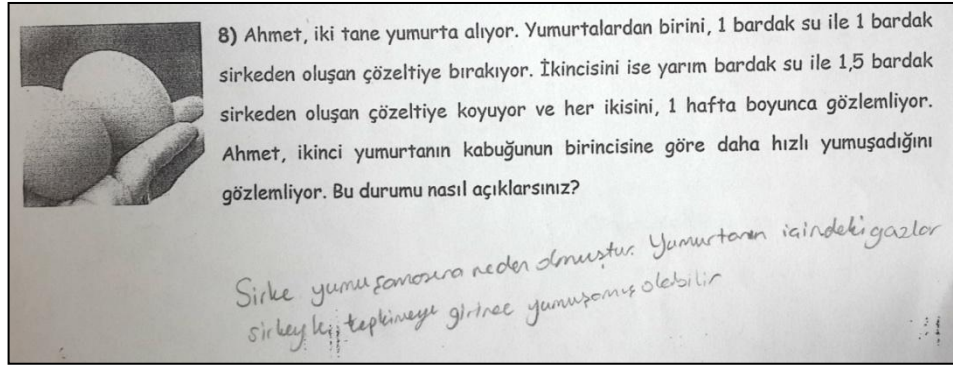 8) Ahmet, iki tane yumurta alıyor. Yumurtalardan birini, 1 bardak su ile 1 bardak
sirkeden oluşan çözeltiye bırakıyor. İkincisini ise yarım bardak su ile 1,5 bardak
sirkeden oluşan çözeltiye koyuyor ve her ikisini, 1 hafta boyunca gözlemliyor.
Ahmet, ikinci yumurtanın kabuğunun birincisine göre daha hızlı yumuşadığını
gözlemliyor. Bu durumu nasıl açıklarsınız?
Sirke yumuşamasına neden olmuştur. Yumurtanın içindeki gazlar
sirkeyle tepkimeye girince yumuşamış olabilir